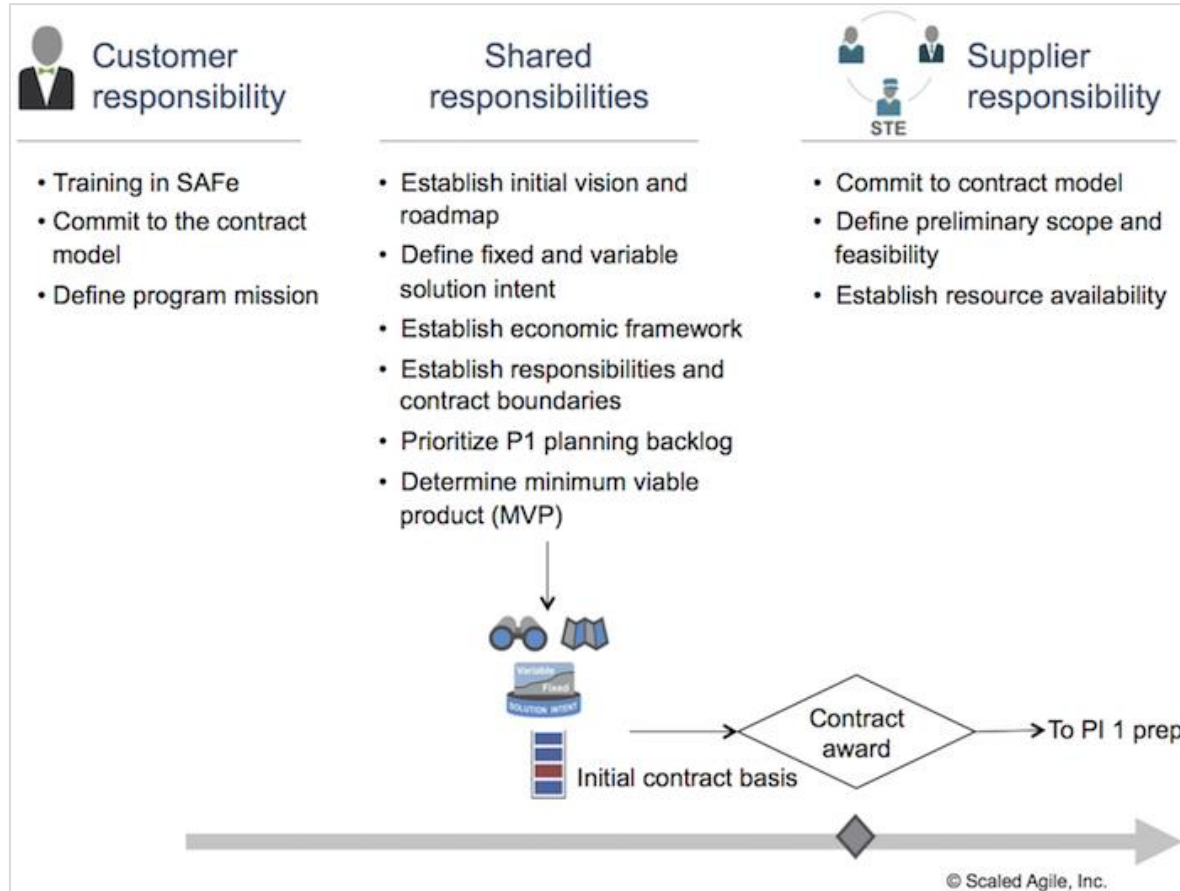 Customer
responsibility
• Training in SAFe
• Commit to the contract
model
• Define program mission
Shared
responsibilities
• Establish initial vision and
roadmap
• Define fixed and variable
solution intent
• Establish economic framework
• Establish responsibilities and
contract boundaries
• Prioritize P1 planning backlog
• Determine minimum viable
product (MVP)
STE
Supplier
responsibility
• Commit to contract model
• Define preliminary scope and
feasibility
• Establish resource availability
Variable
Fixed
SOLUTION INTENT
Initial contract basis
Contract
award
To PI 1 prep
© Scaled Agile, Inc.